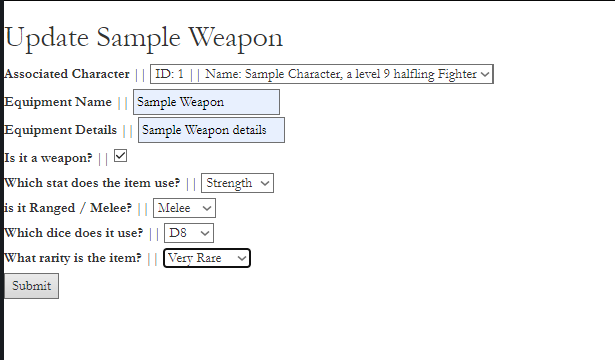 Update Sample Weapon
Associated Character || ID: 1 || Name: Sample Character, a level 9 halfling Fighter
Equipment Name || Sample Weapon
Equipment Details || Sample Weapon details
Is it a weapon? ||
Which stat does the item use? || Strength
is it Ranged / Melee? || Melee
Which dice does it use? || D8
What rarity is the item? || Very Rare
Submit